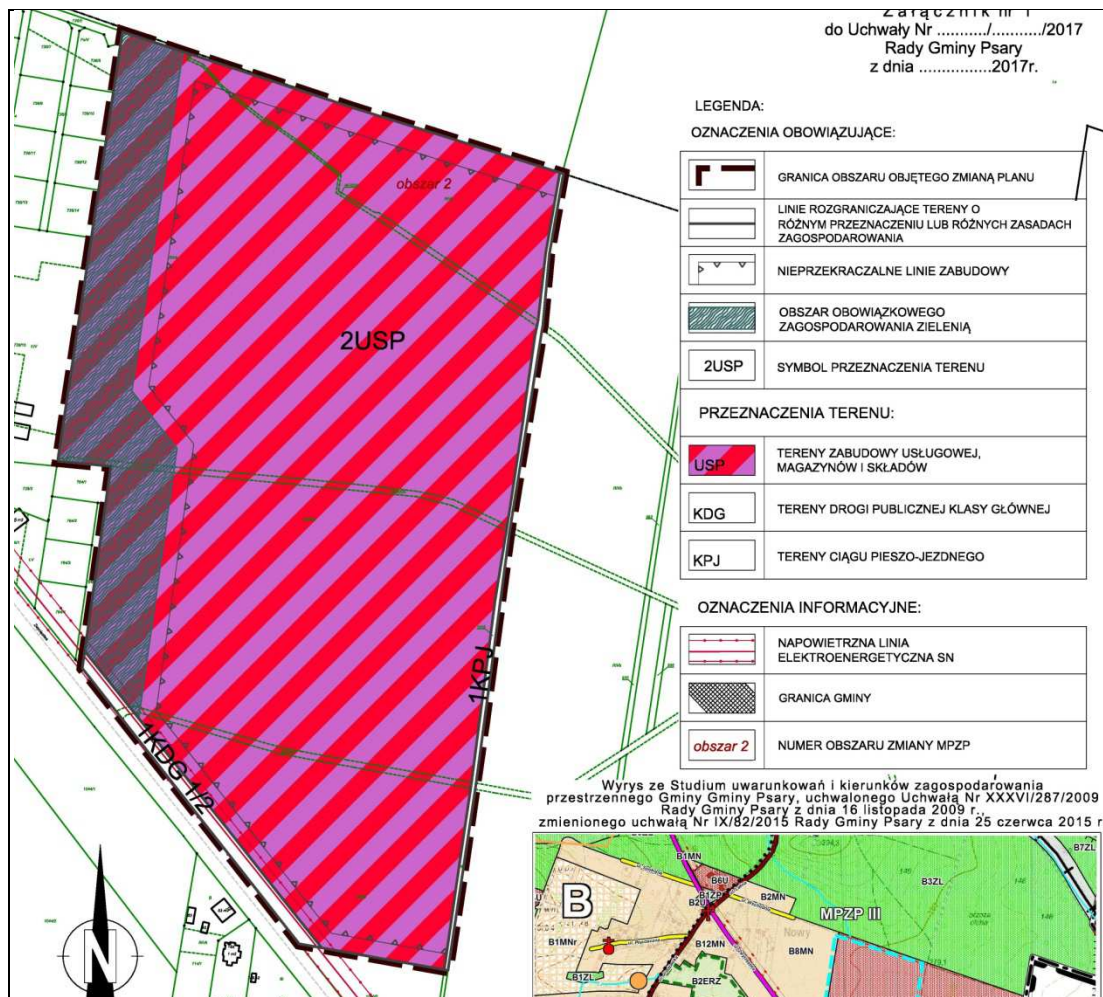 Załącznik nr 1
do Uchwały Nr .........../.........../2017
Rady Gminy Psary
z dnia ................2017r.
LEGENDA:
OZNACZENIA OBOWIĄZUJĄCE:
GRANICA OBSZARU OBJĘTEGO ZMIANĄ PLANU
LINIE ROZGRANICZAJĄCE TERENY O
RÓŻNYM PRZEZNACZENIU LUB RÓŻNYCH ZASADACH
ZAGOSPODAROWANIA
NIEPRZEKRACZALNE LINIE ZABUDOWY
OBSZAR OBOWIĄZKOWEGO
ZAGOSPODAROWANIA ZIELENIĄ
2USP SYMBOL PRZEZNACZENIA TERENU
PRZEZNACZENIA TERENU:
USP TERENY ZABUDOWY USŁUGOWEJ,
MAGAZYNÓW I SKŁADÓW
KDG TERENY DROGI PUBLICZNEJ KLASY GŁÓWNEJ
KPJ TERENY CIĄGU PIESZO-JEZDNEGO
OZNACZENIA INFORMACYJNE:
NAPOWIETRZNA LINIA
ELEKTROENERGETYCZNA SN
GRANICA GMINY
obszar 2 NUMER OBSZARU ZMIANY MPZP
obszar 2
2USP
1KPJ
1KDG 1/2
N
Wyrys ze Studium uwarunkowań i kierunków zagospodarowania
przestrzennego Gminy Gminy Psary, uchwalonego Uchwałą Nr XXXVI/287/2009
Rady Gminy Psary z dnia 16 listopada 2009 r.,
zmienionego uchwałą Nr IX/82/2015 Rady Gminy Psary z dnia 25 czerwca 2015 r
B1MN
B6U
B1ZP
B2U
B2MN
B3ZL
B7ZL
MPZP III
B
B1MNr
B12MN
Nowy
B8MN
B1ZL
B2ERZ